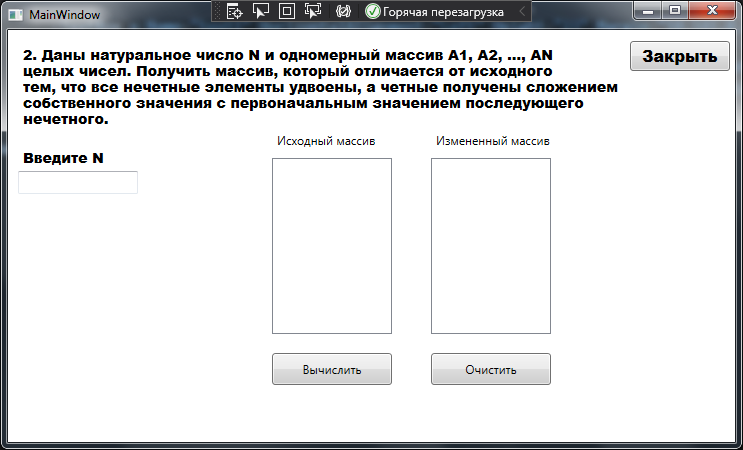 MainWindow
Горячая перезагрузка
2. Даны натуральное число N и одномерный массив A1, A2, ..., AN
целых чисел. Получить массив, который отличается от исходного
тем, что все нечетные элементы удвоены, а четные получены сложением
собственного значения с первоначальным значением последующего
нечетного.
Закрыть
Исходный массив
Измененный массив
Введите N
Вычислить
Очистить